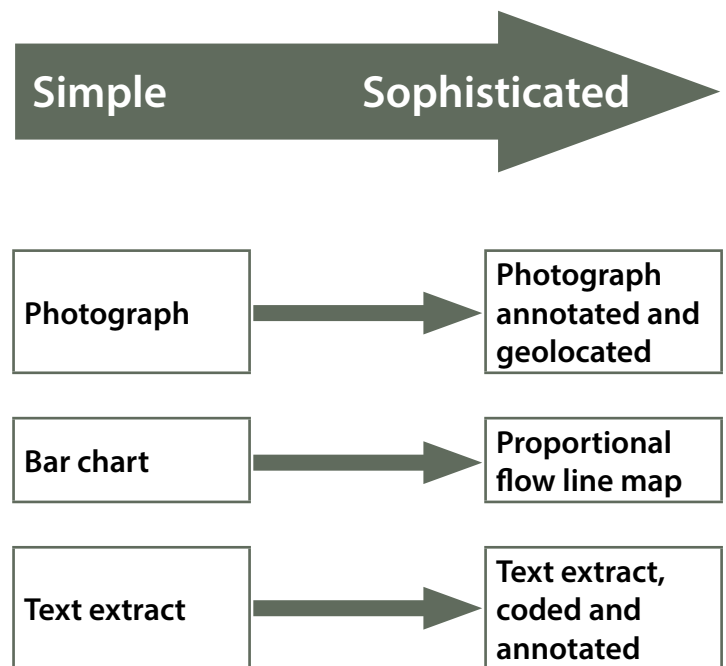 Simple Sophisticated
Photograph
Photograph
annotated and
geolocated
Bar chart
Proportional
flow line map
Text extract
Text extract,
coded and
annotated